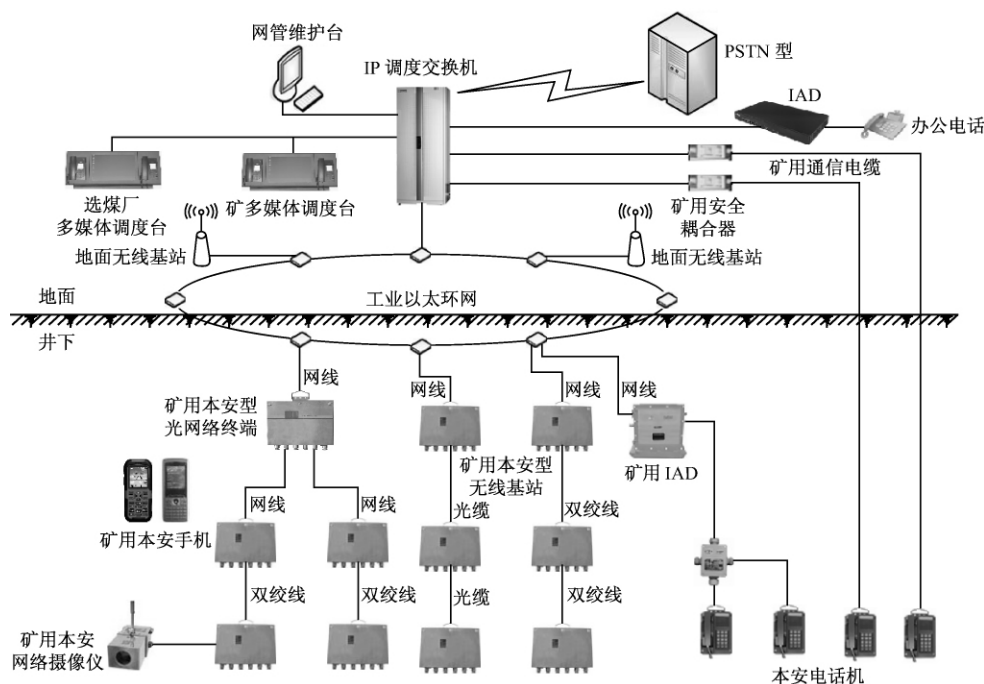 网管维护台
IP 调度交换机
PSTN 型
IAD
办公电话
矿用通信电缆
选煤厂
多媒体调度台
矿多媒体调度台
矿用安全
耦合器
地面无线基站
地面无线基站
地面
工业以太环网
井下
网线
网线
网线
网线
矿用本安型
光网络终端
矿用本安型
无线基站
矿用 IAD
网线
网线
光缆
双绞线
矿用本安手机
双绞线
双绞线
光缆
双绞线
矿用本安
网络摄像仪
本安电话机